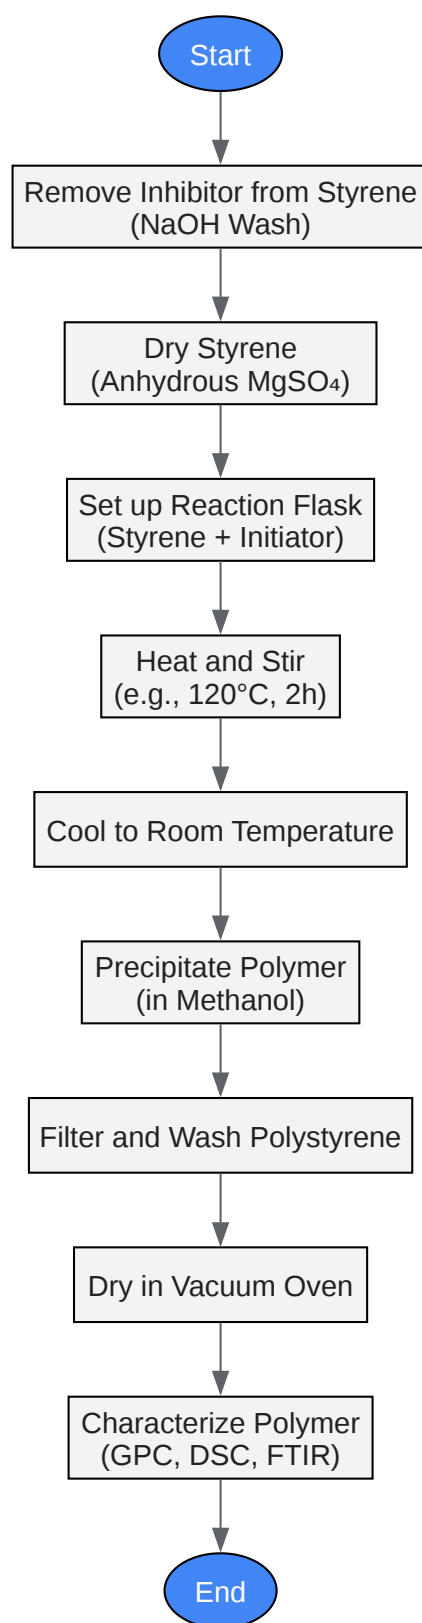 Start
Remove Inhibitor from Styrene
(NaOH Wash)
Dry Styrene
(Anhydrous MgSO₄)
Set up Reaction Flask
(Styrene + Initiator)
Heat and Stir
(e.g., 120°C, 2h)
Cool to Room Temperature
Precipitate Polymer
(in Methanol)
Filter and Wash Polystyrene
Dry in Vacuum Oven
Characterize Polymer
(GPC, DSC, FTIR)
End